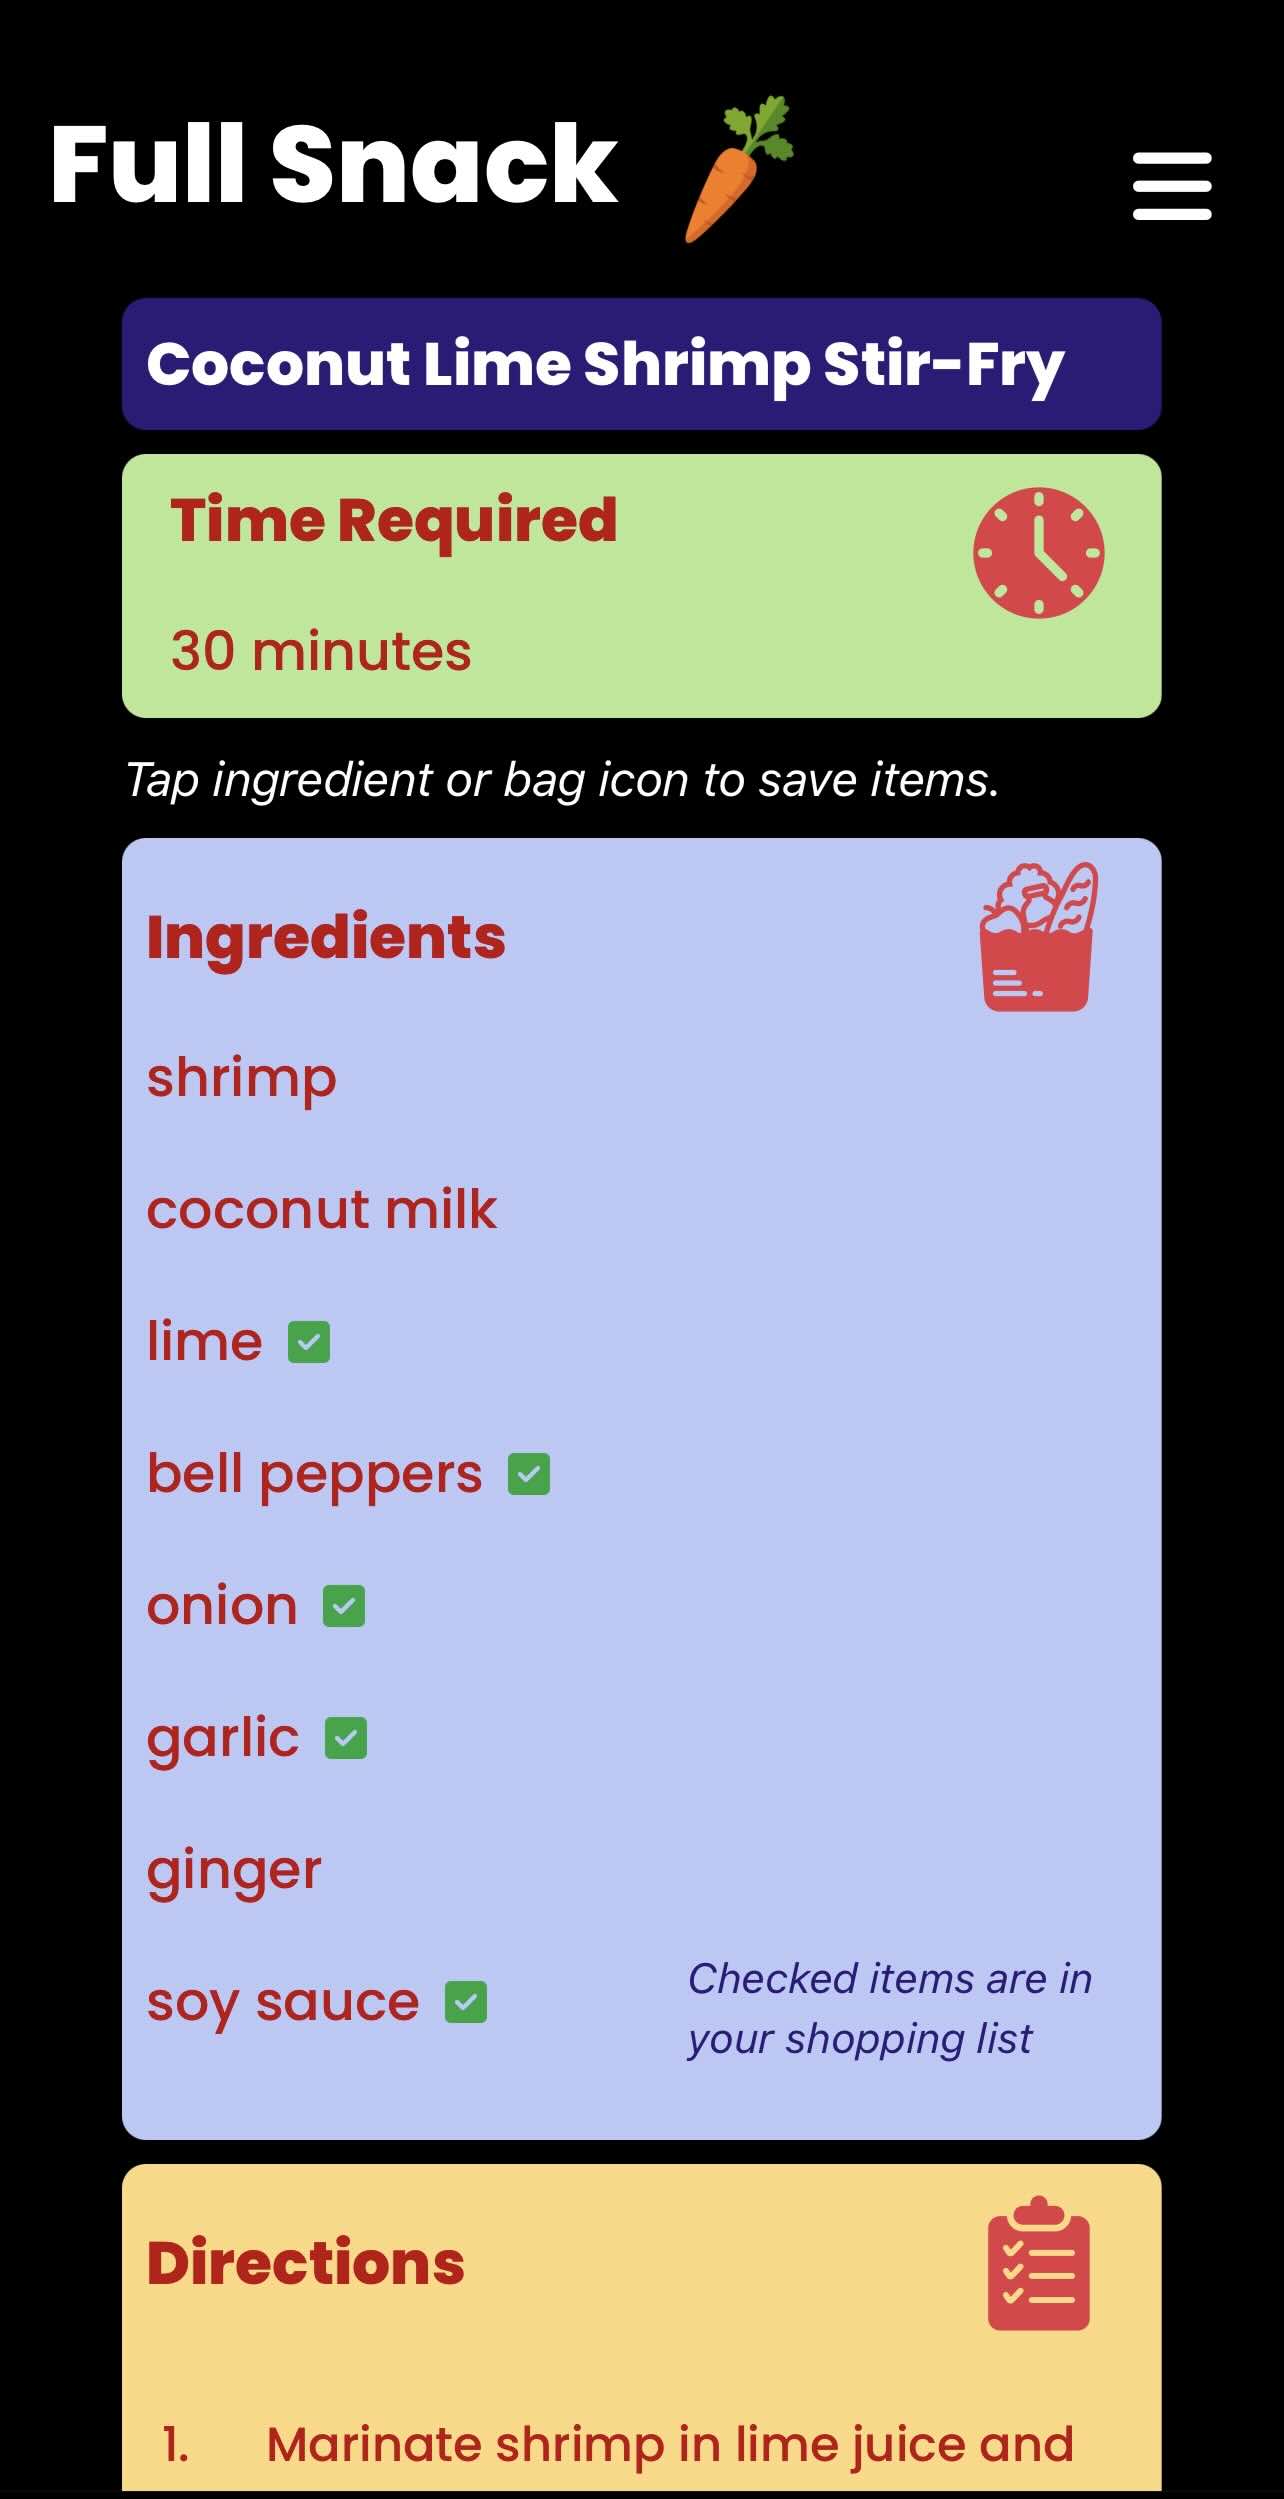 Full Snack
Coconut Lime Shrimp Stir-Fry
Time Required
30 minutes
Tap ingredient or bag icon to save items.
Ingredients
shrimp
coconut milk
lime
bell peppers
onion
garlic
ginger
soy sauce
Checked items are in
your shopping list
Directions
1. Marinate shrimp in lime juice and